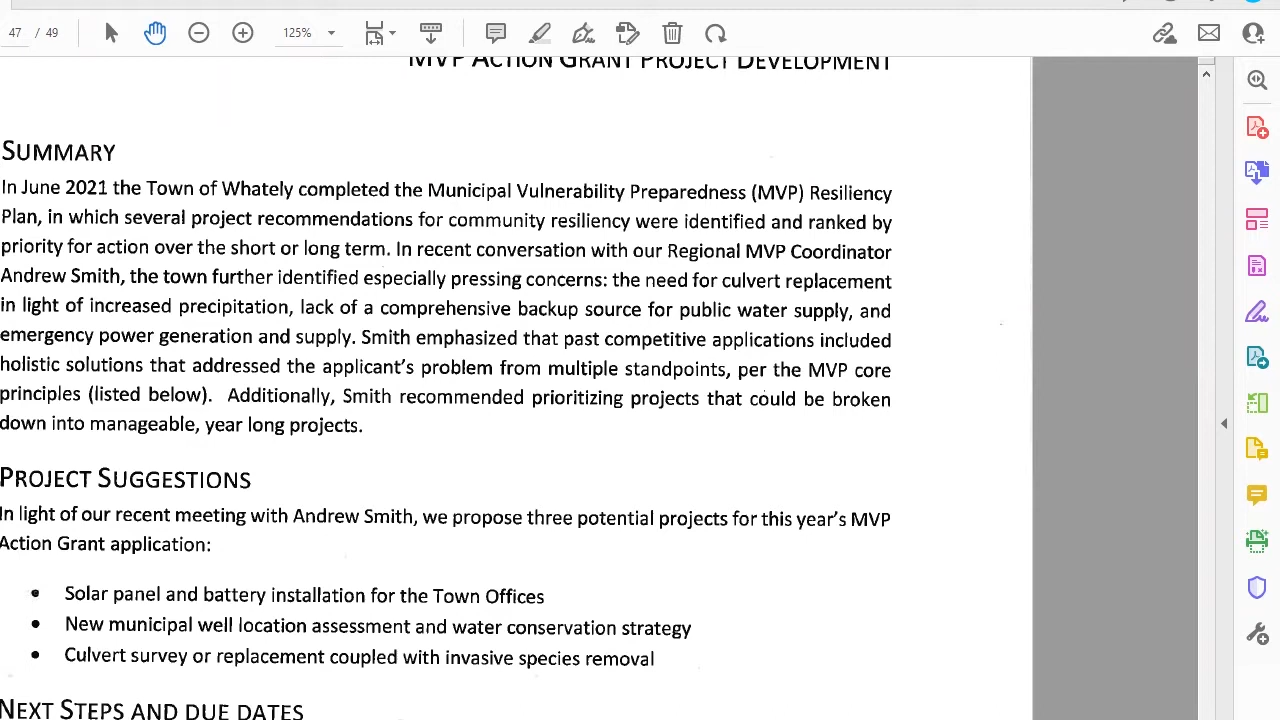 47 / 49
125%
MVP ACTION GRANT PROJECT DEVELOPMENT
SUMMARY
In June 2021 the Town of Whately completed the Municipal Vulnerability Preparedness (MVP) Resiliency
Plan, in which several project recommendations for community resiliency were identified and ranked by
priority for action over the short or long term. In recent conversation with our Regional MVP Coordinator
Andrew Smith, the town further identified especially pressing concerns: the need for culvert replacement
in light of increased precipitation, lack of a comprehensive backup source for public water supply, and
emergency power generation and supply. Smith emphasized that past competitive applications included
holistic solutions that addressed the applicant's problem from multiple standpoints, per the MVP core
principles (listed below). Additionally, Smith recommended prioritizing projects that could be broken
down into manageable, year long projects.
PROJECT SUGGESTIONS
In light of our recent meeting with Andrew Smith, we propose three potential projects for this year's MVP
Action Grant application:
• Solar panel and battery installation for the Town Offices
• New municipal well location assessment and water conservation strategy
• Culvert survey or replacement coupled with invasive species removal
NEXT STEPS AND DUE DATES